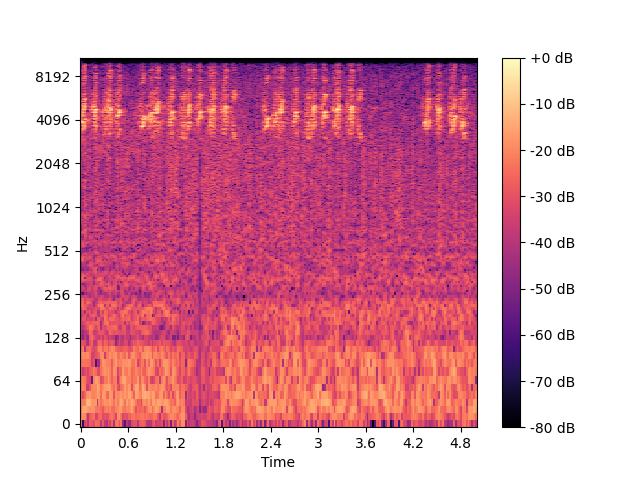 8192
4096
2048
1024
512
256
128
64
0
Hz
0 0.6 1.2 1.8 2.4 3 3.6 4.2 4.8
Time
+0 dB
-10 dB
-20 dB
-30 dB
-40 dB
-50 dB
-60 dB
-70 dB
-80 dB